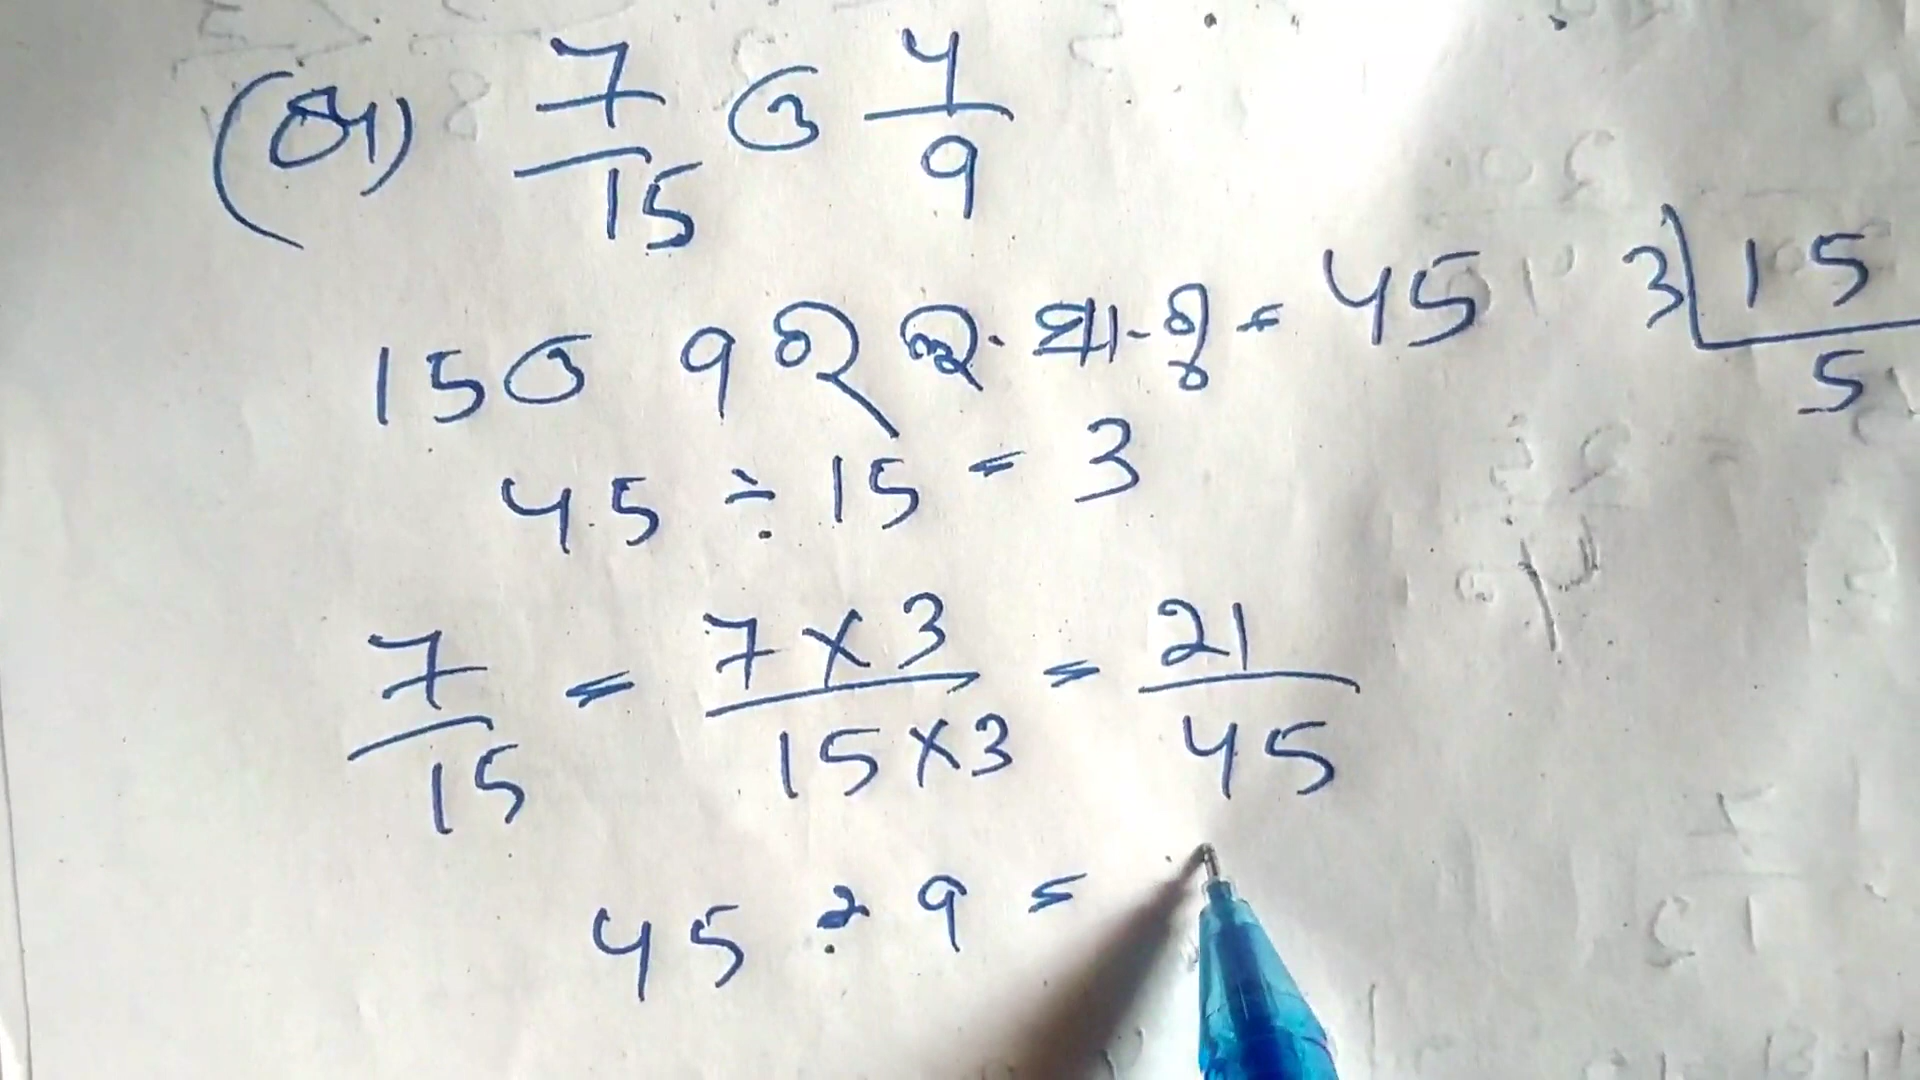 (ଖ) 7/15 ଓ 4/9
15 ଓ 9 ର ଲ.ସା.ଗୁ = 45
3 | 15
5
45 ÷ 15 = 3
7/15 = 7×3/15×3 = 21/45
45 ÷ 9 =